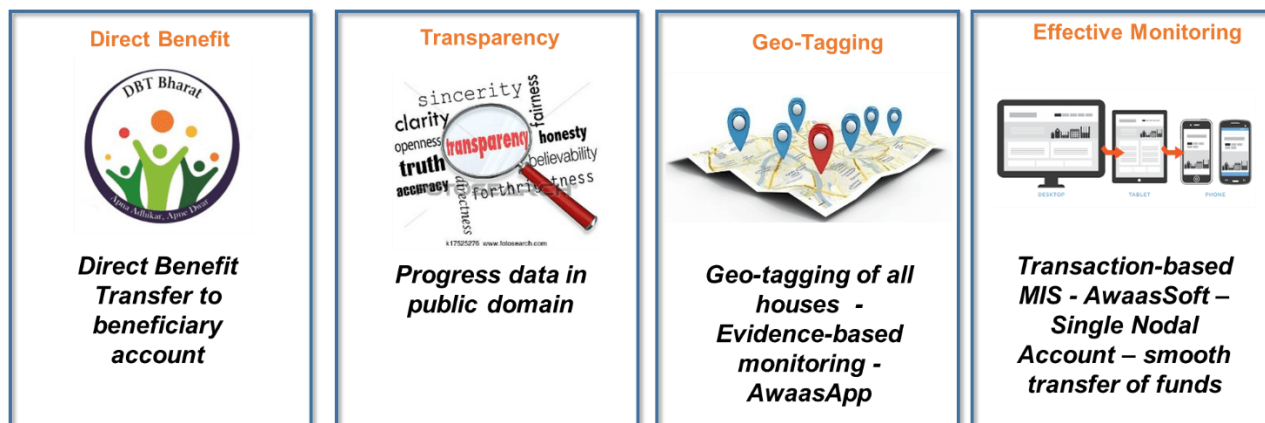 Direct Benefit
DBT Bharat
Apna Adhikar, Apne Dwar
Direct Benefit
Transfer to
beneficiary
account
Transparency
sincerity
clarity
openness
truth
accuracy
transparency
fairness
honesty
believability
forthrightness
directness
k17525276 www.fotosearch.com
Progress data in
public domain
Geo-Tagging
Geo-tagging of all
houses -
Evidence-based
monitoring -
AwaasApp
Effective Monitoring
DESKTOP
TABLET
PHONE
Transaction-based
MIS - AwaasSoft –
Single Nodal
Account – smooth
transfer of funds